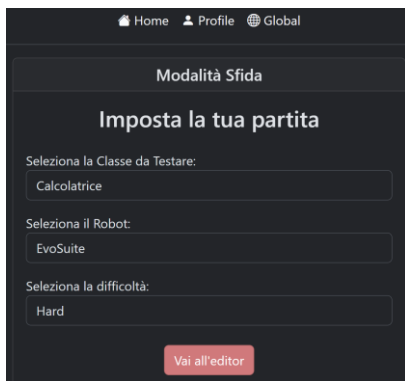 Home Profile Global
Modalità Sfida
Imposta la tua partita
Seleziona la Classe da Testare:
Calcolatrice
Seleziona il Robot:
EvoSuite
Seleziona la difficoltà:
Hard
Vai all'editor